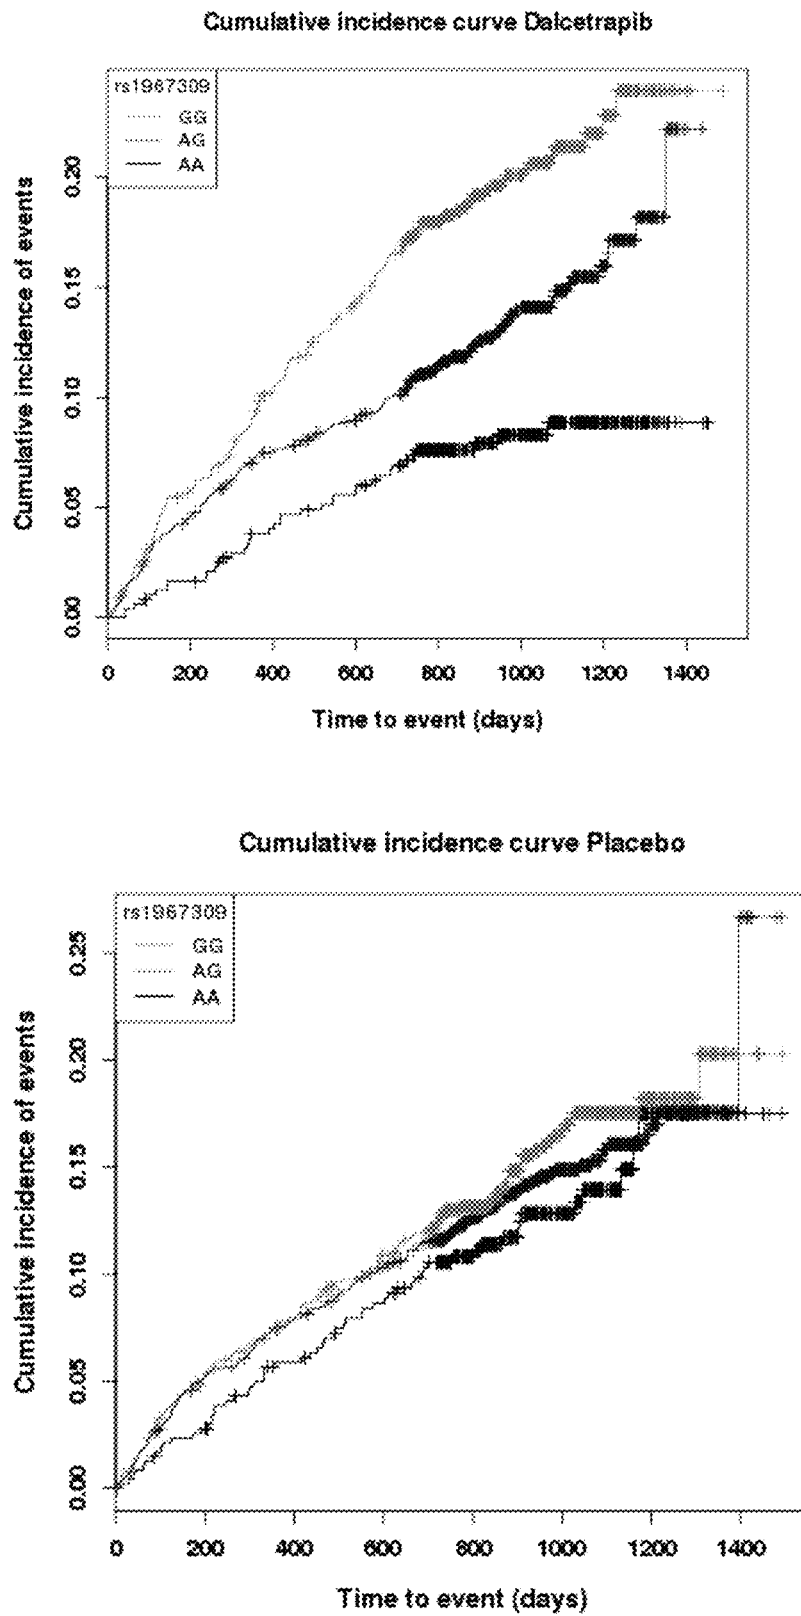 Cumulative incidence curve Dalcetrapib
rs1967309
GG
AG
AA
Cumulative incidence of events
0.20
0.15
0.10
0.05
0.00
0 200 400 600 800 1000 1200 1400
Time to event (days)
Cumulative incidence curve Placebo
rs1967309
GG
AG
AA
Cumulative incidence of events
0.25
0.20
0.15
0.10
0.05
0.00
0 200 400 600 800 1000 1200 1400
Time to event (days)